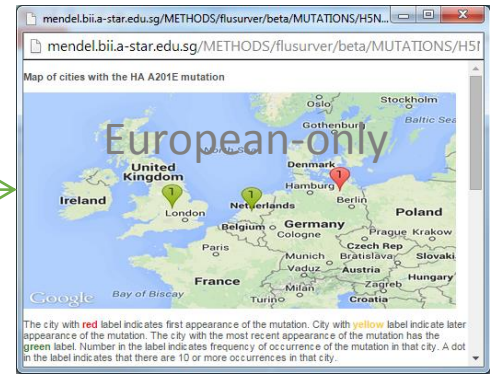 mendel.bii.a-star.edu.sg/METHODS/flusurver/beta/MUTATIONS/H5N...
mendel.bii.a-star.edu.sg/METHODS/flusurver/beta/MUTATIONS/H5I
Map of cities with the HA A201E mutation
European-only
Oslo
Stockholm
Gothenburg
Baltic Sea
North Sea
Denmark
United
Kingdom
1
1
1
Hamburg
Ireland
London
Netherlands
Berlin
Poland
Belgium
Germany
Cologne
Prague
Krakow
Paris
Czech Rep
Munich
Bratislava
Slovaki
Vaduz
Austria
France
Milan
Zagreb
Hungary
Google
Bay of Biscay
Turin
Croatia
The city with red label indicates first appearance of the mutation. City with yellow label indicate later
appearance of the mutation. The city with the most recent appearance of the mutation has the
green label. Number in the label indicates frequency of occurrence of the mutation in that city. A dot
in the label indicates that there are 10 or more occurrences in that city.